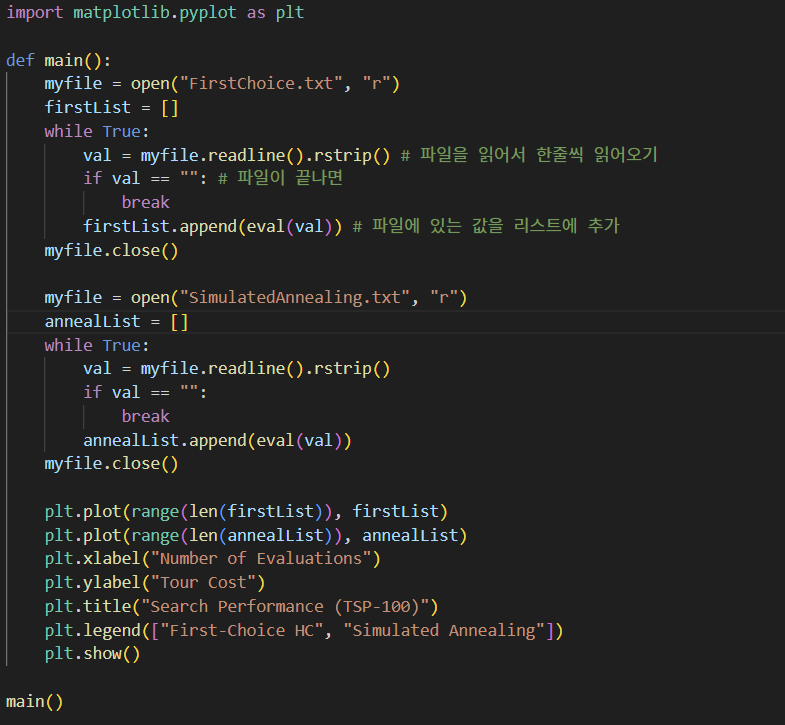 import matplotlib.pyplot as plt

def main():
    myfile = open("FirstChoice.txt", "r")
    firstList = []
    while True:
        val = myfile.readline().rstrip() # 파일을 읽어서 한줄씩 읽어오기
        if val == "": # 파일이 끝나면
            break
        firstList.append(eval(val)) # 파일에 있는 값을 리스트에 추가
    myfile.close()

    myfile = open("SimulatedAnnealing.txt", "r")
    annealList = []
    while True:
        val = myfile.readline().rstrip()
        if val == "":
            break
        annealList.append(eval(val))
    myfile.close()

    plt.plot(range(len(firstList)), firstList)
    plt.plot(range(len(annealList)), annealList)
    plt.xlabel("Number of Evaluations")
    plt.ylabel("Tour Cost")
    plt.title("Search Performance (TSP-100)")
    plt.legend(["First-Choice HC", "Simulated Annealing"])
    plt.show()

main()